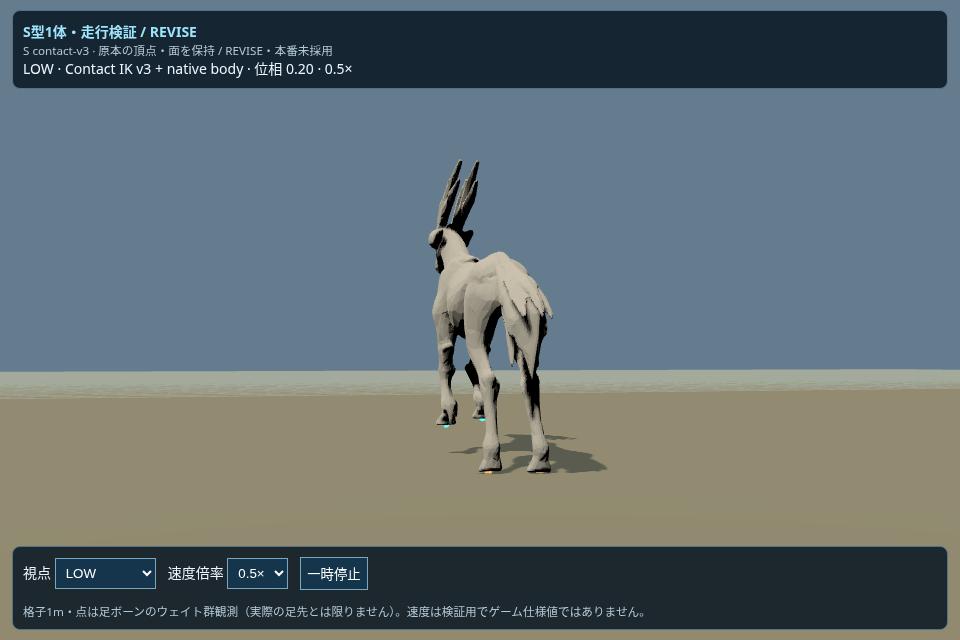 S型1体・走行検証 / REVISE
S contact-v3 · 原本の頂点・面を保持 / REVISE・本番未採用
LOW · Contact IK v3 + native body · 位相 0.20 · 0.5×
視点 LOW 速度倍率 0.5× 一時停止
格子1m・点は足ボーンのウェイト群観測（実際の足先とは限りません）。速度は検証用でゲーム仕様値ではありません。